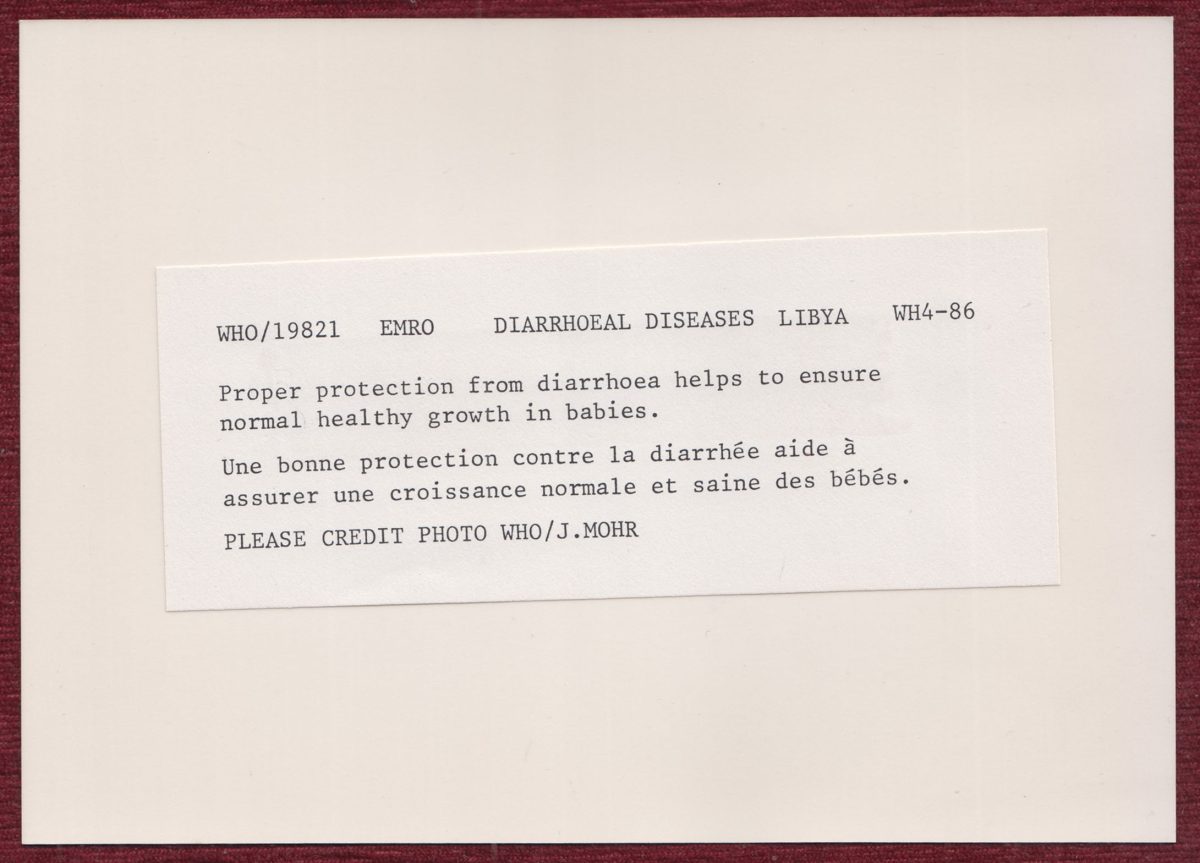 WHO/19821 EMRO DIARRHOEAL DISEASES LIBYA WH4-86
Proper protection from diarrhoea helps to ensure
normal healthy growth in babies.
Une bonne protection contre la diarrhée aide à
assurer une croissance normale et saine des bébés.
PLEASE CREDIT PHOTO WHO/J.MOHR